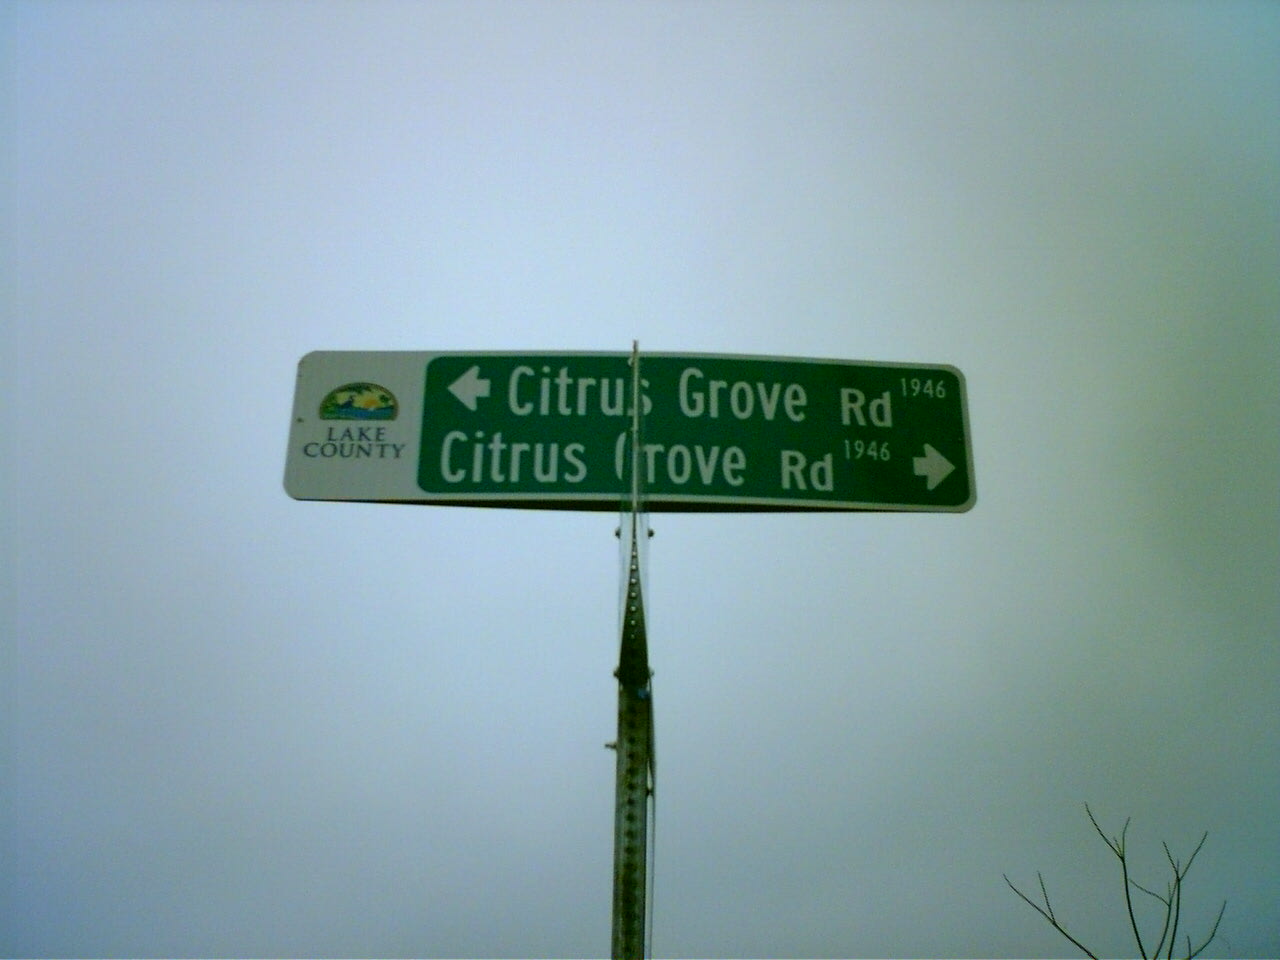 LAKE
COUNTY
Citrus Grove Rd 1946
Citrus Grove Rd 1946